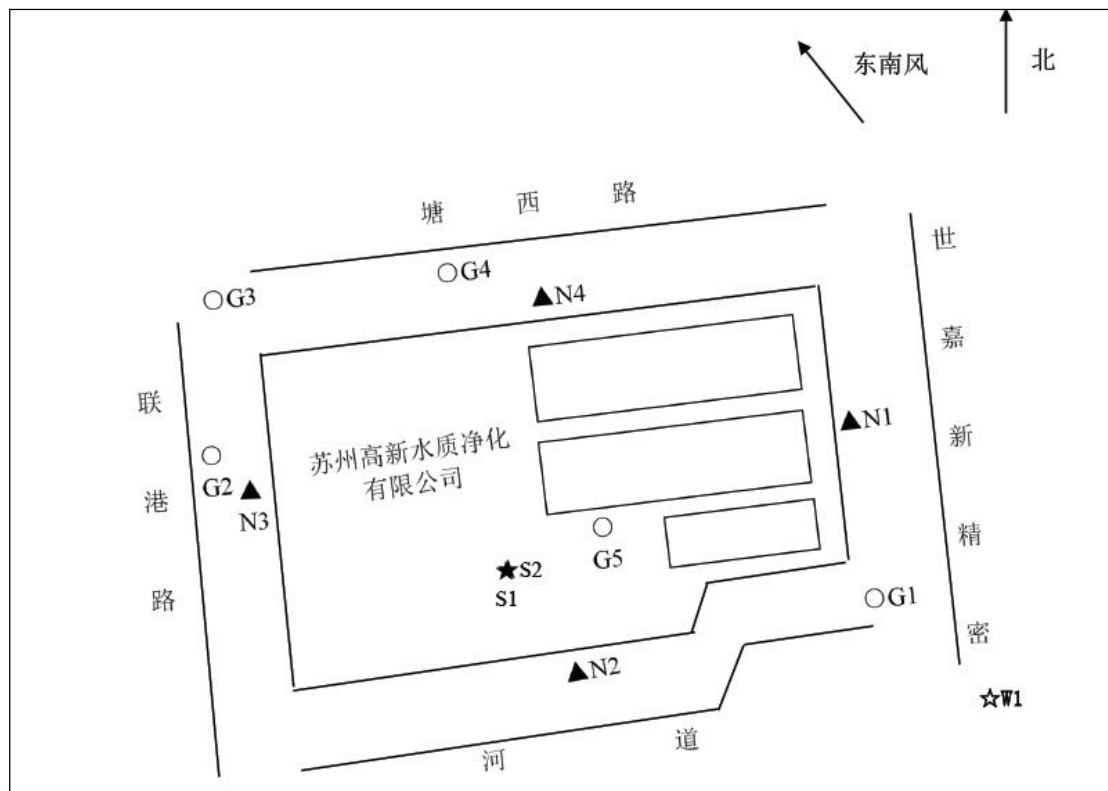 东南风
北
塘西路
G4
G3
N4
世嘉新精密
联港路
N1
苏州高新水质净化
有限公司
G2
N3
G5
S2
S1
G1
N2
W1
河道